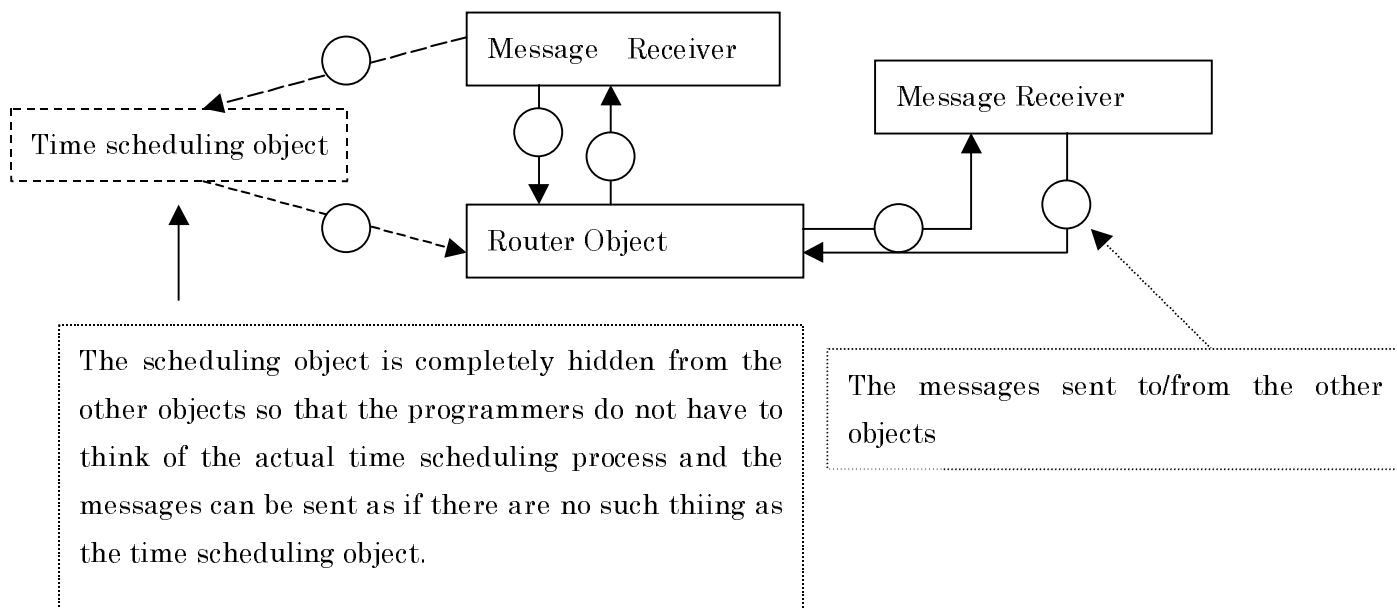 Message Receiver
Message Receiver
Time scheduling object
Router Object
The scheduling object is completely hidden from the
other objects so that the programmers do not have to
think of the actual time scheduling process and the
messages can be sent as if there are no such thiing as
the time scheduling object.
The messages sent to/from the other
objects